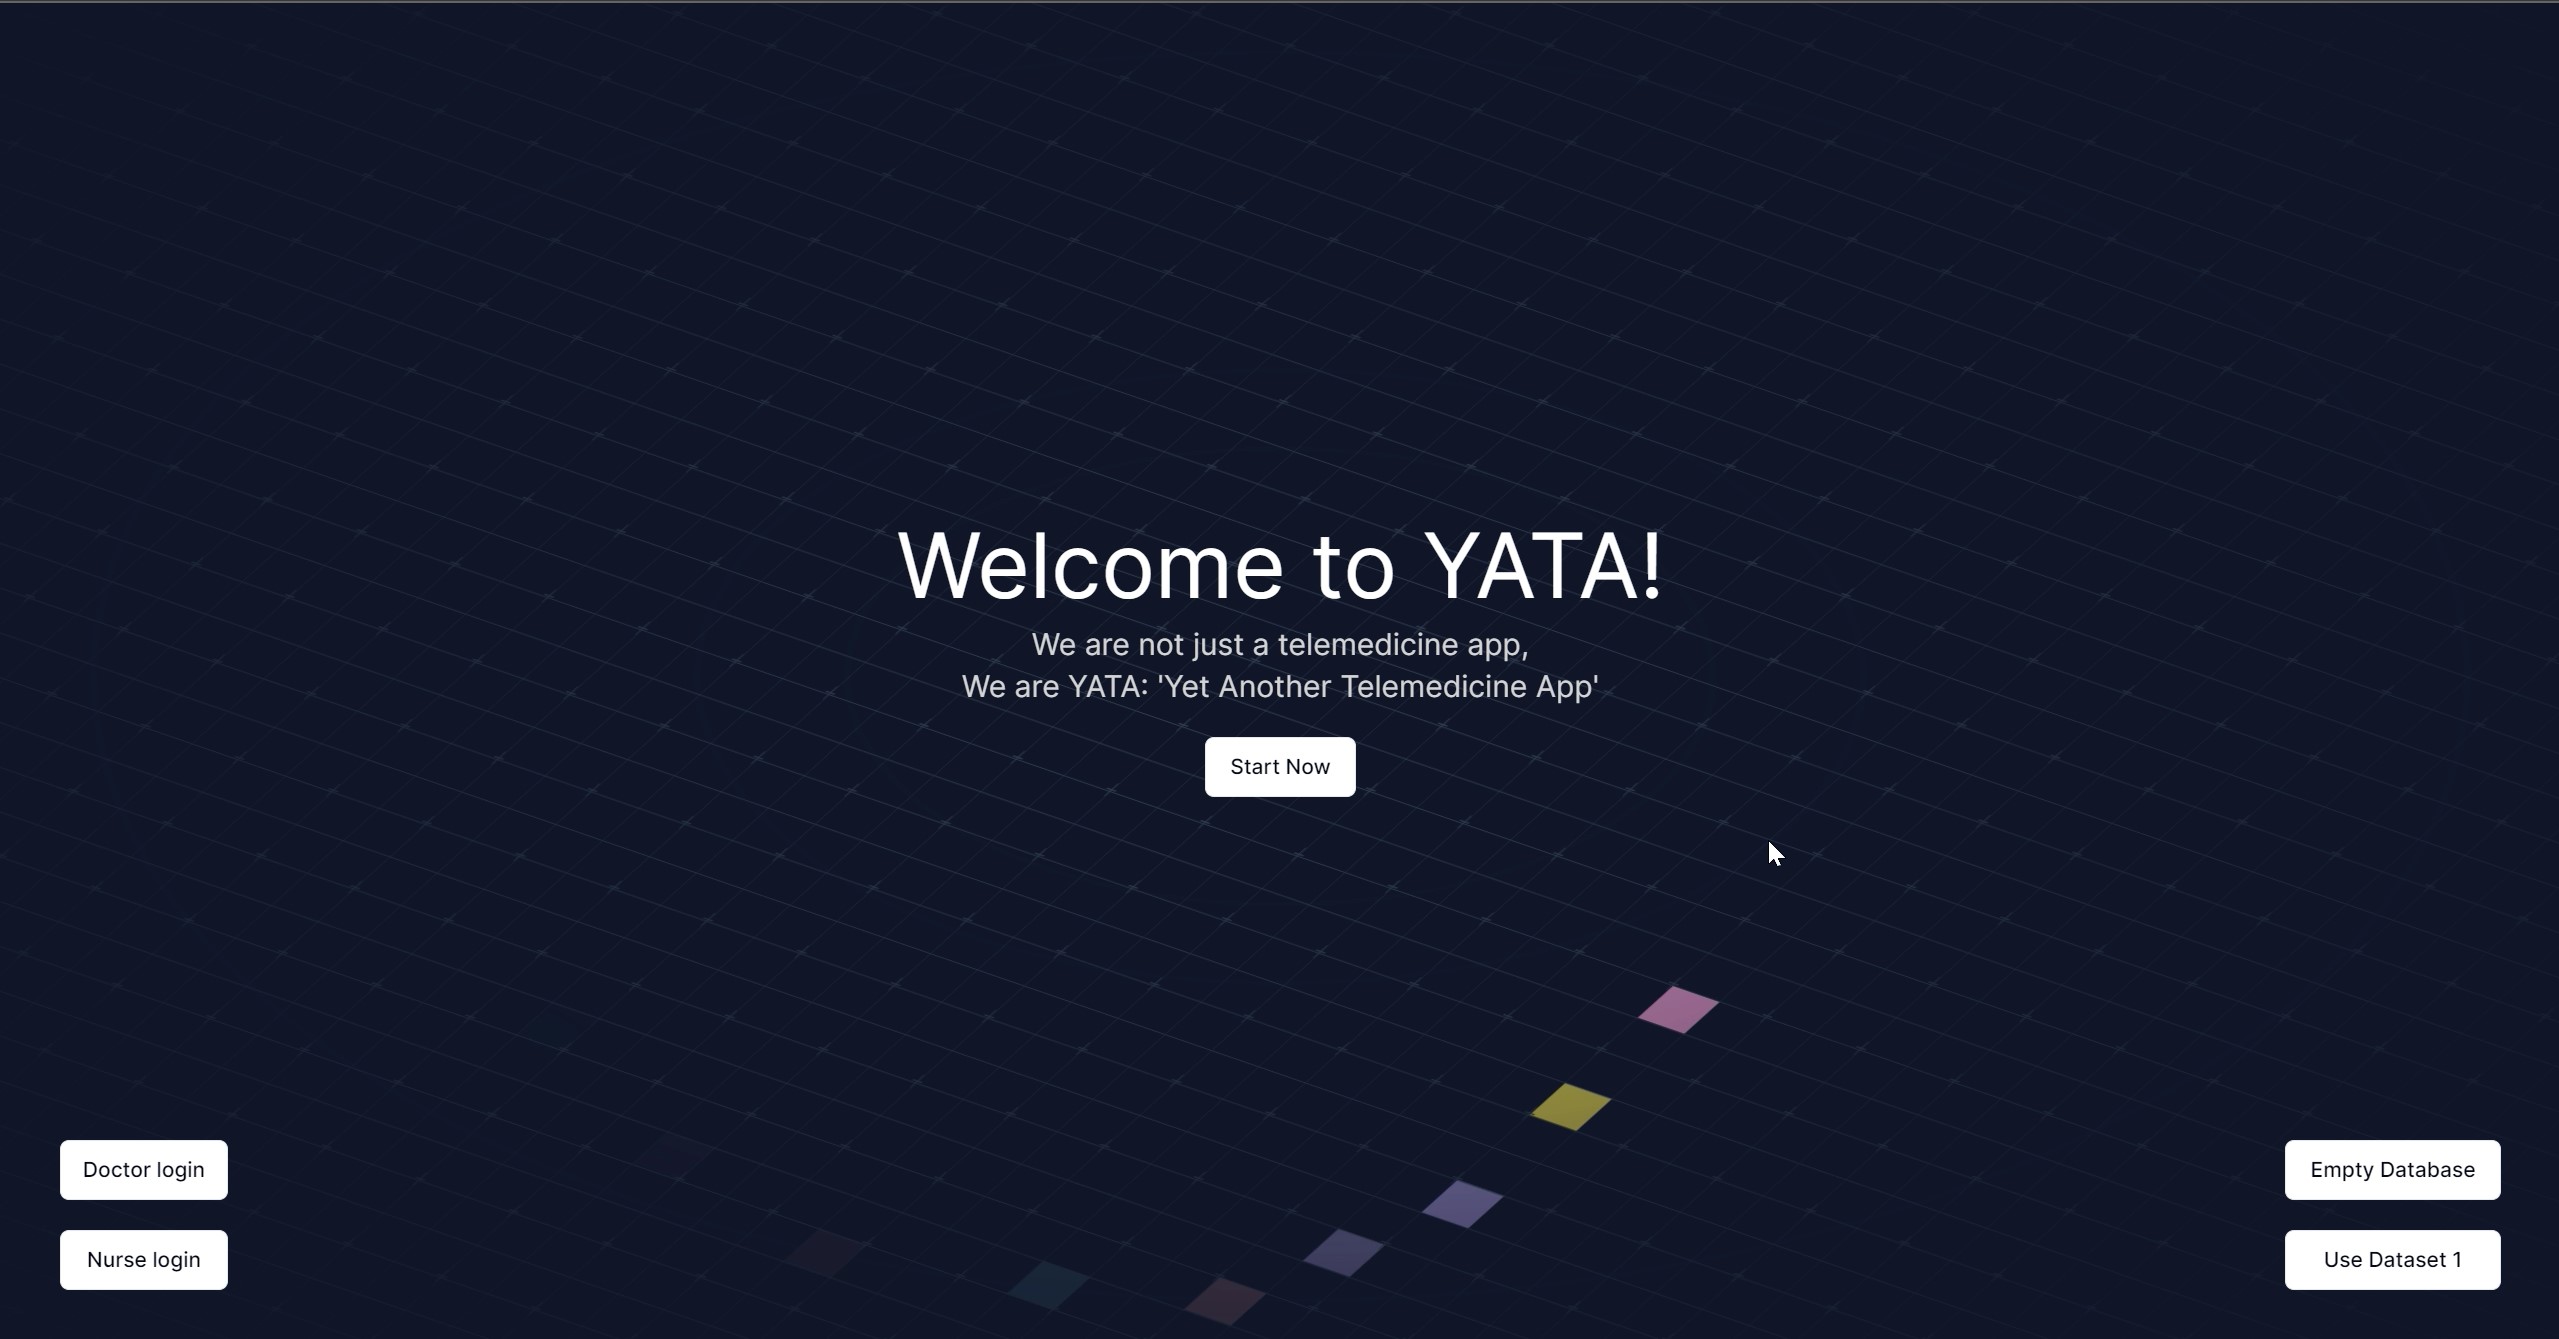 Welcome to YATA!
We are not just a telemedicine app,
We are YATA: 'Yet Another Telemedicine App'
Start Now
Doctor login
Empty Database
Nurse login
Use Dataset 1